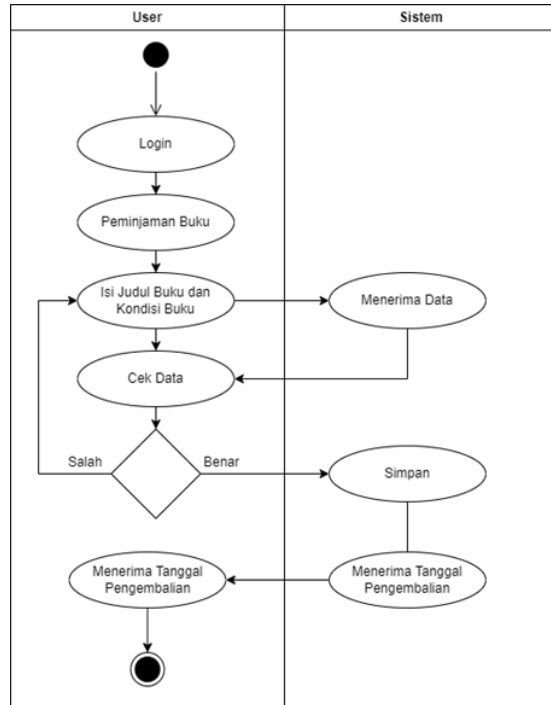 User
Sistem
Login
Peminjaman Buku
Isi Judul Buku dan
Kondisi Buku
Menerima Data
Cek Data
Salah
Benar
Simpan
Menerima Tanggal
Pengembalian
Menerima Tanggal
Pengembalian